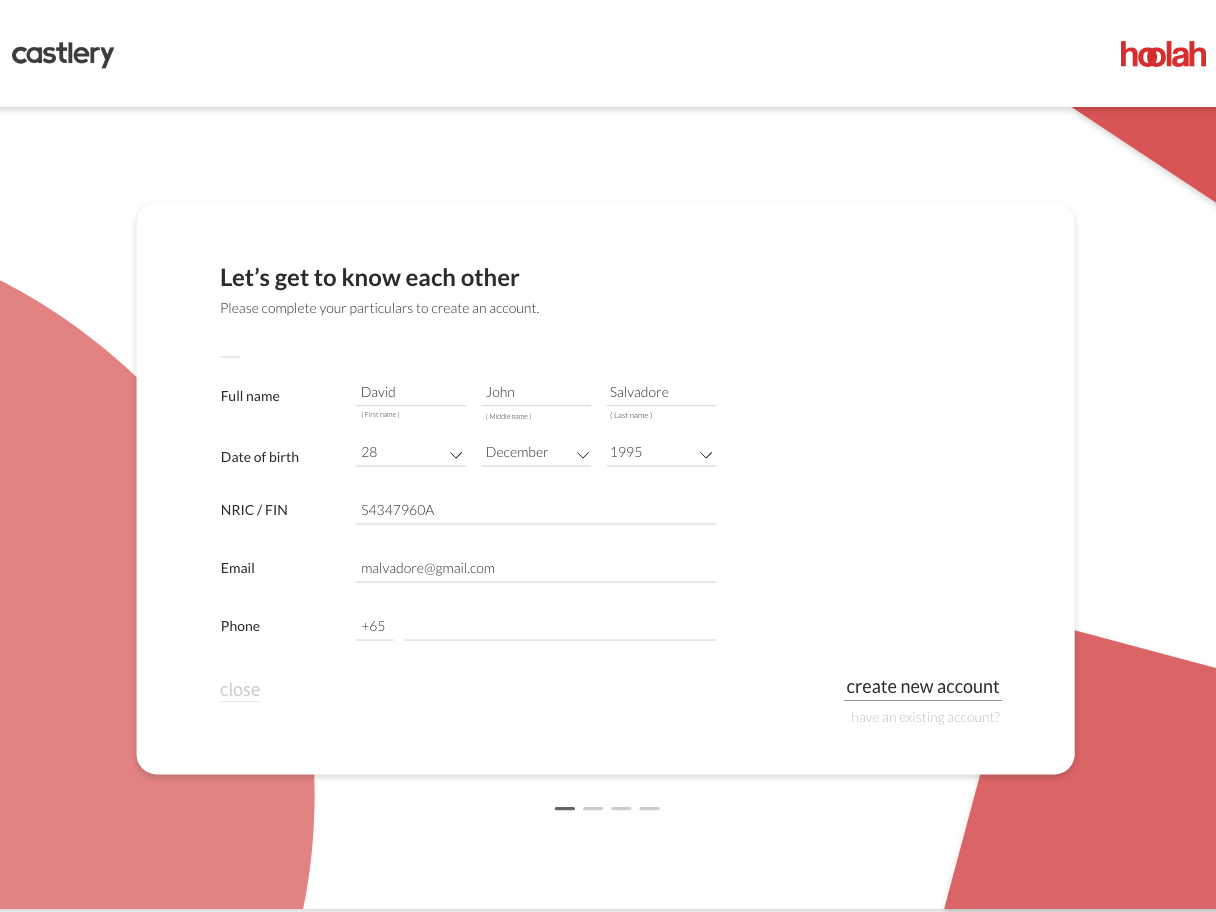 castlery
hoolah
Let’s get to know each other
Please complete your particulars to create an account.
Full name David John Salvadore
( First name ) ( Middle name ) ( Last name )
Date of birth 28 December 1995
NRIC / FIN S4347960A
Email malvadore@gmail.com
Phone +65
close
create new account
have an existing account?